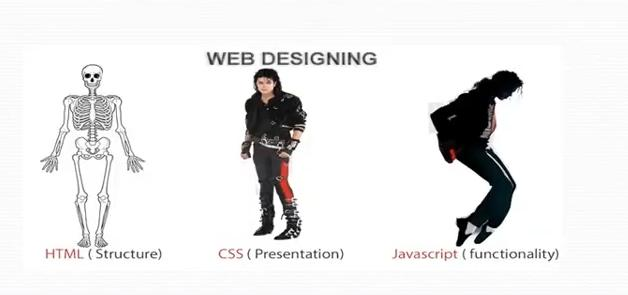 WEB DESIGNING
HTML ( Structure)
CSS ( Presentation)
Javascript ( functionality)